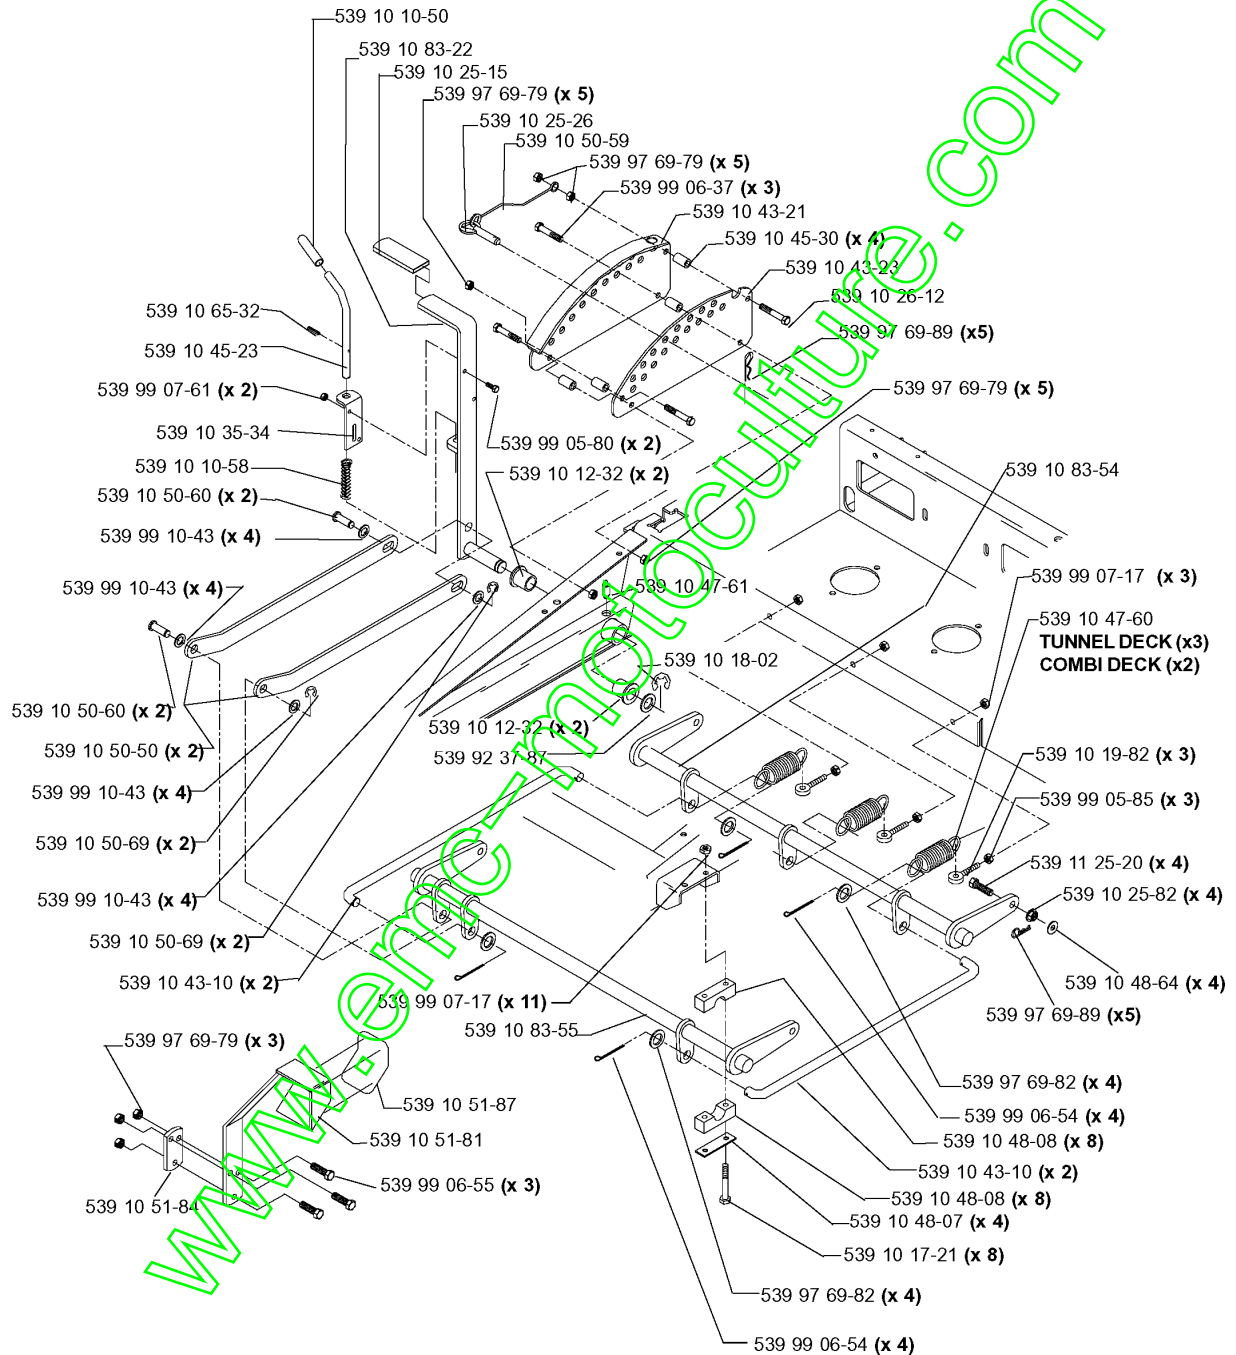 539 10 10-50
539 10 83-22
539 10 25-15
539 97 69-79 (x 5)
539 10 25-26
539 10 50-59
539 97 69-79 (x 5)
539 99 06-37 (x 3)
539 10 43-21
539 10 45-30 (x 4)
539 10 43-23
539 10 26-12
539 97 69-89 (x5)
539 10 65-32
539 10 45-23
539 99 07-61 (x 2)
539 97 69-79 (x 5)
539 10 35-34
539 99 05-80 (x 2)
539 10 10-58
539 10 12-32 (x 2)
539 10 83-54
539 10 50-60 (x 2)
539 99 10-43 (x 4)
539 99 10-43 (x 4)
539 10 47-61
539 99 07-17 (x 3)
539 10 47-60
TUNNEL DECK (x3)
COMBI DECK (x2)
539 10 18-02
539 10 50-60 (x 2)
539 10 12-32 (x 2)
539 10 50-50 (x 2)
539 92 37-87
539 10 19-82 (x 3)
539 99 10-43 (x 4)
539 99 05-85 (x 3)
539 10 50-69 (x 2)
539 11 25-20 (x 4)
539 99 10-43 (x 4)
539 10 25-82 (x 4)
539 10 50-69 (x 2)
539 10 43-10 (x 2)
539 10 48-64 (x 4)
539 99 07-17 (x 11)
539 97 69-89 (x5)
539 10 83-55
539 97 69-79 (x 3)
539 97 69-82 (x 4)
539 10 51-87
539 99 06-54 (x 4)
539 10 51-81
539 10 48-08 (x 8)
539 10 43-10 (x 2)
539 99 06-55 (x 3)
539 10 48-08 (x 8)
539 10 51-84
539 10 48-07 (x 4)
539 10 17-21 (x 8)
539 97 69-82 (x 4)
539 99 06-54 (x 4)
www.emc-motoculture.com